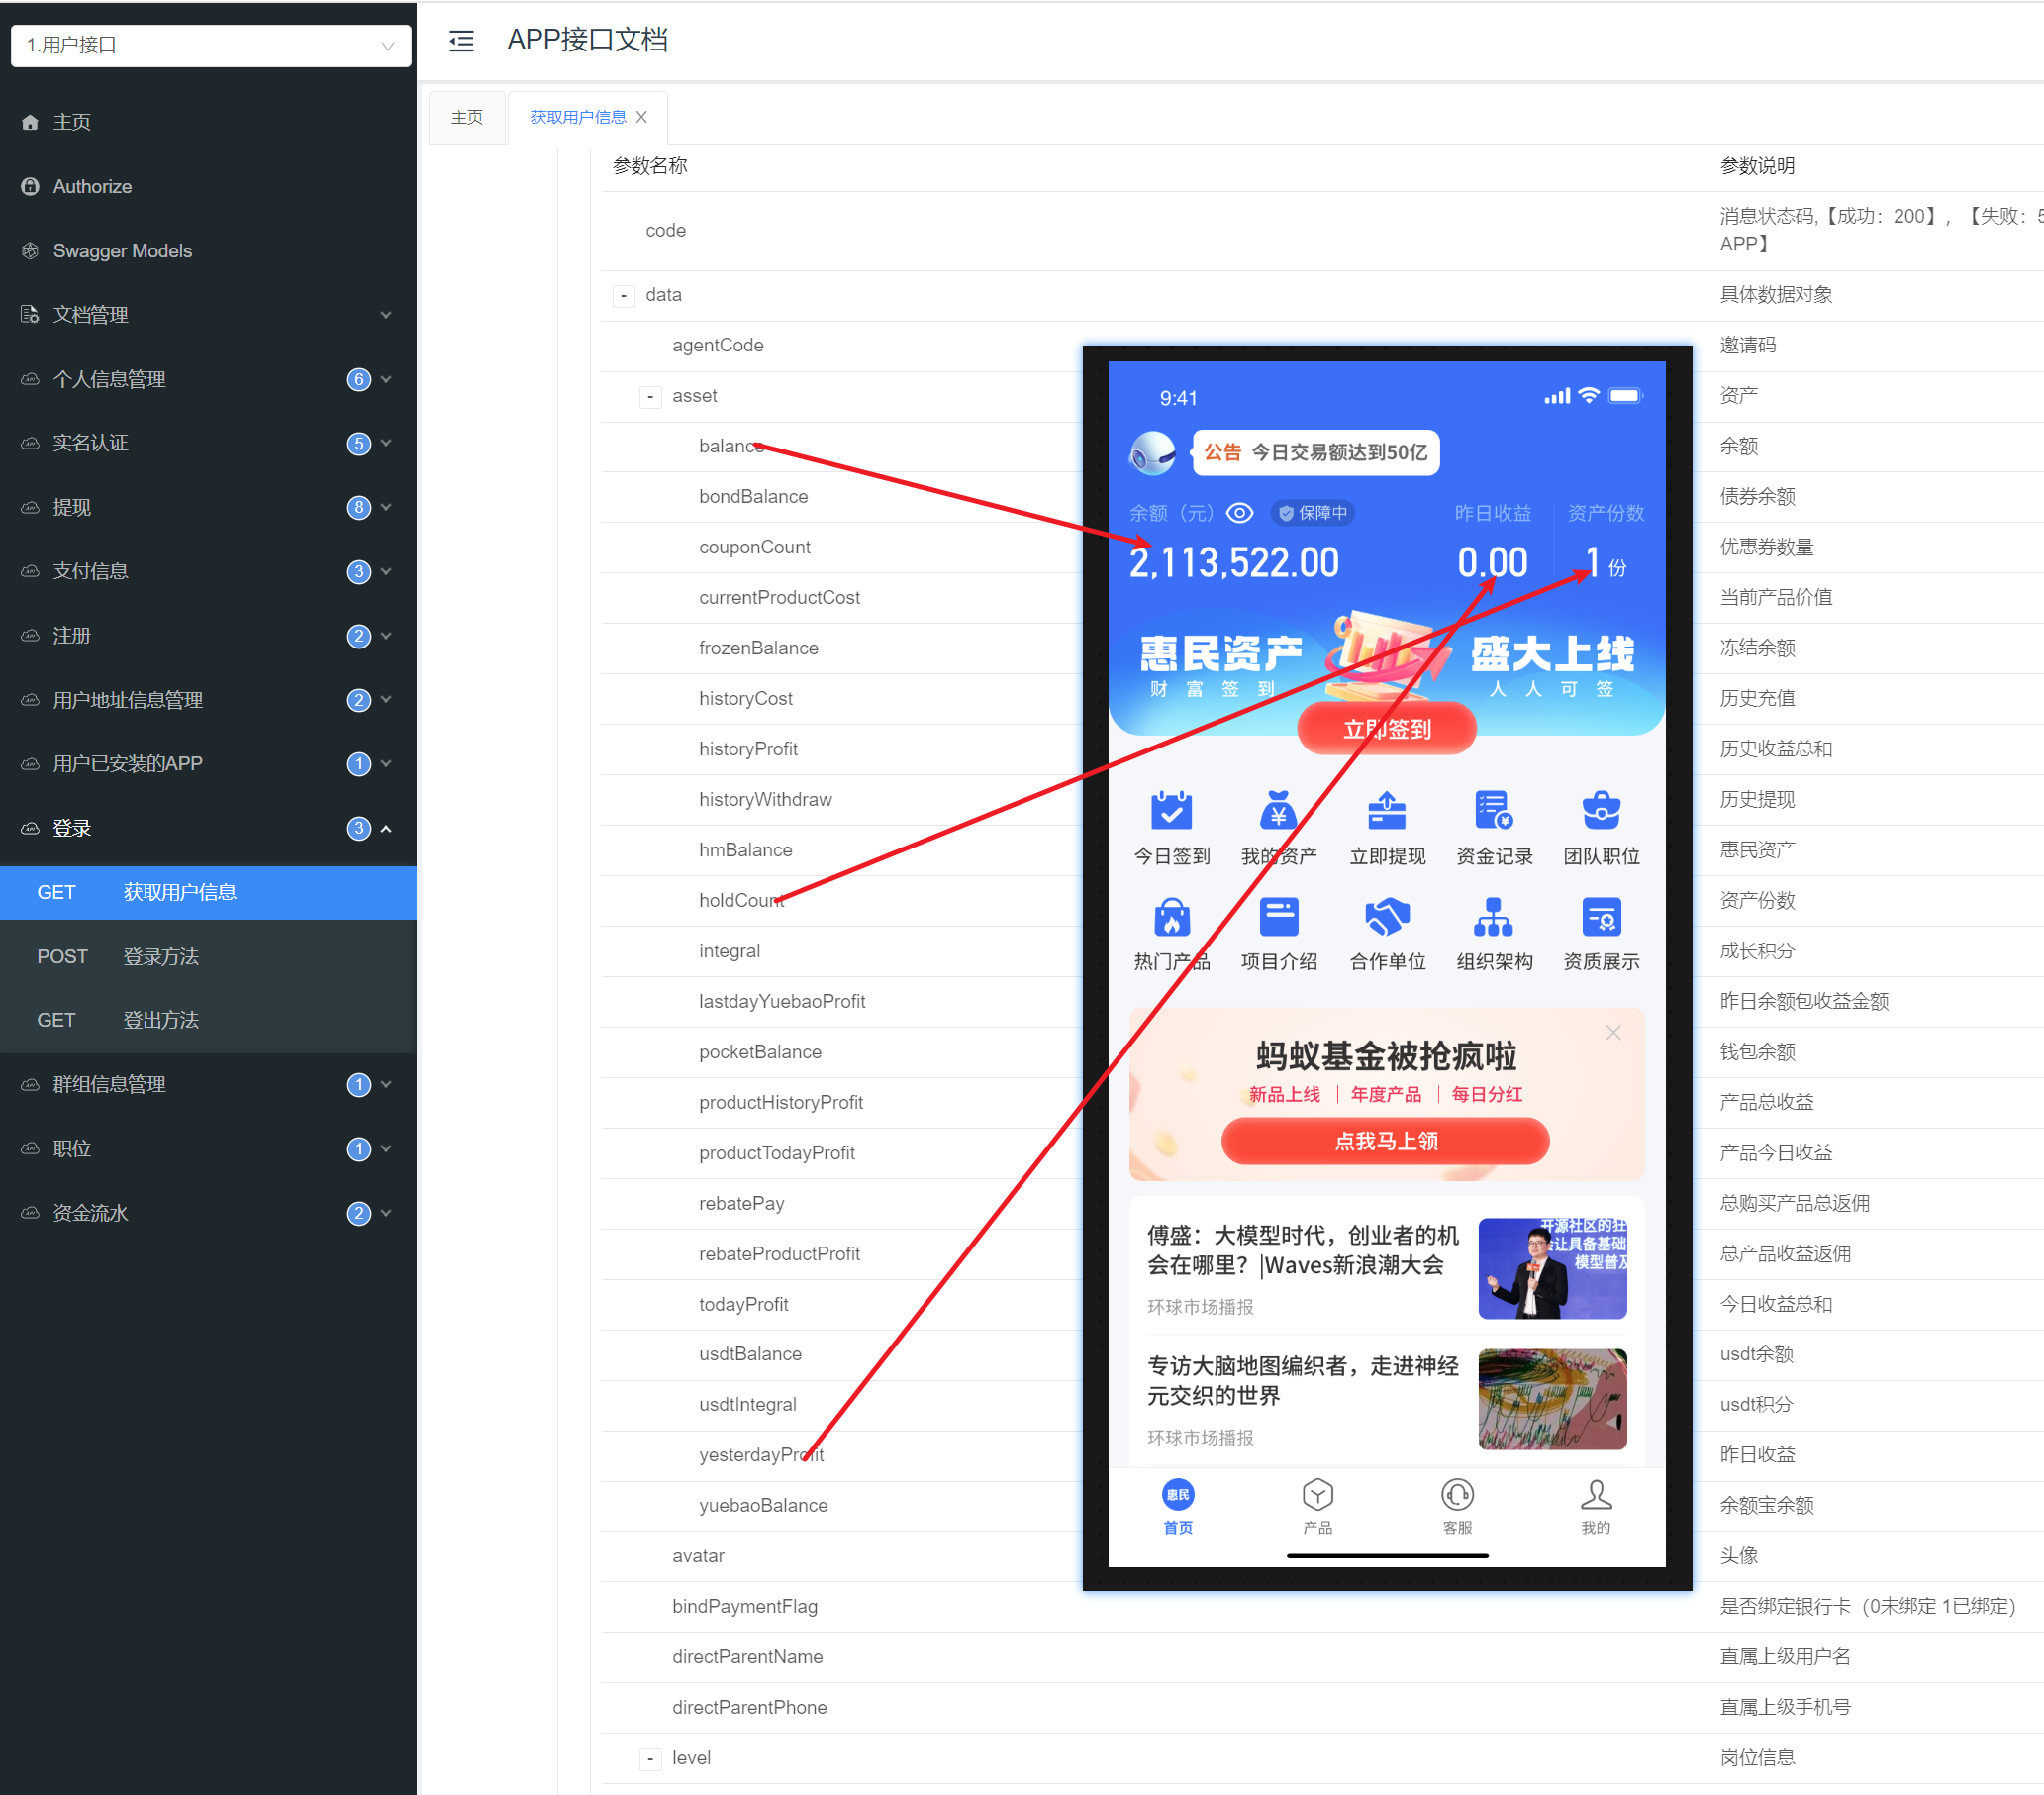 1.用户接口
主页
Authorize
Swagger Models
文档管理
个人信息管理 6
实名认证 5
提现 8
支付信息 3
注册 2
用户地址信息管理 2
用户已安装的APP 1
登录 3
GET 获取用户信息
POST 登录方法
GET 登出方法
群组信息管理 1
职位 1
资金流水 2
APP接口文档
主页 获取用户信息
参数名称 参数说明
code 消息状态码,【成功：200】，【失败：5
APP】
- data 具体数据对象
agentCode 邀请码
- asset 资产
balance 余额
bondBalance 债券余额
couponCount 优惠券数量
currentProductCost 当前产品价值
frozenBalance 冻结余额
historyCost 历史充值
historyProfit 历史收益总和
historyWithdraw 历史提现
hmBalance 惠民资产
holdCount 资产份数
integral 成长积分
lastdayYuebaoProfit 昨日余额包收益金额
pocketBalance 钱包余额
productHistoryProfit 产品总收益
productTodayProfit 产品今日收益
rebatePay 总购买产品总返佣
rebateProductProfit 总产品收益返佣
todayProfit 今日收益总和
usdtBalance usdt余额
usdtIntegral usdt积分
yesterdayProfit 昨日收益
yuebaoBalance 余额宝余额
avatar 头像
bindPaymentFlag 是否绑定银行卡（0未绑定 1已绑定）
directParentName 直属上级用户名
directParentPhone 直属上级手机号
- level 岗位信息
9:41
公告 今日交易额达到50亿
余额（元） 保障中 昨日收益 资产份数
2,113,522.00 0.00 1 份
惠民资产 盛大上线
财富签到 人人可签
立即签到
今日签到 我的资产 立即提现 资金记录 团队职位
热门产品 项目介绍 合作单位 组织架构 资质展示
蚂蚁基金被抢疯啦
新品上线 | 年度产品 | 每日分红
点我马上领
傅盛：大模型时代，创业者的机
会在哪里？|Waves新浪潮大会
环球市场播报
开源社区的狂
会让具备基础
模型普及
专访大脑地图编织者，走进神经
元交织的世界
环球市场播报
惠民
首页 产品 客服 我的